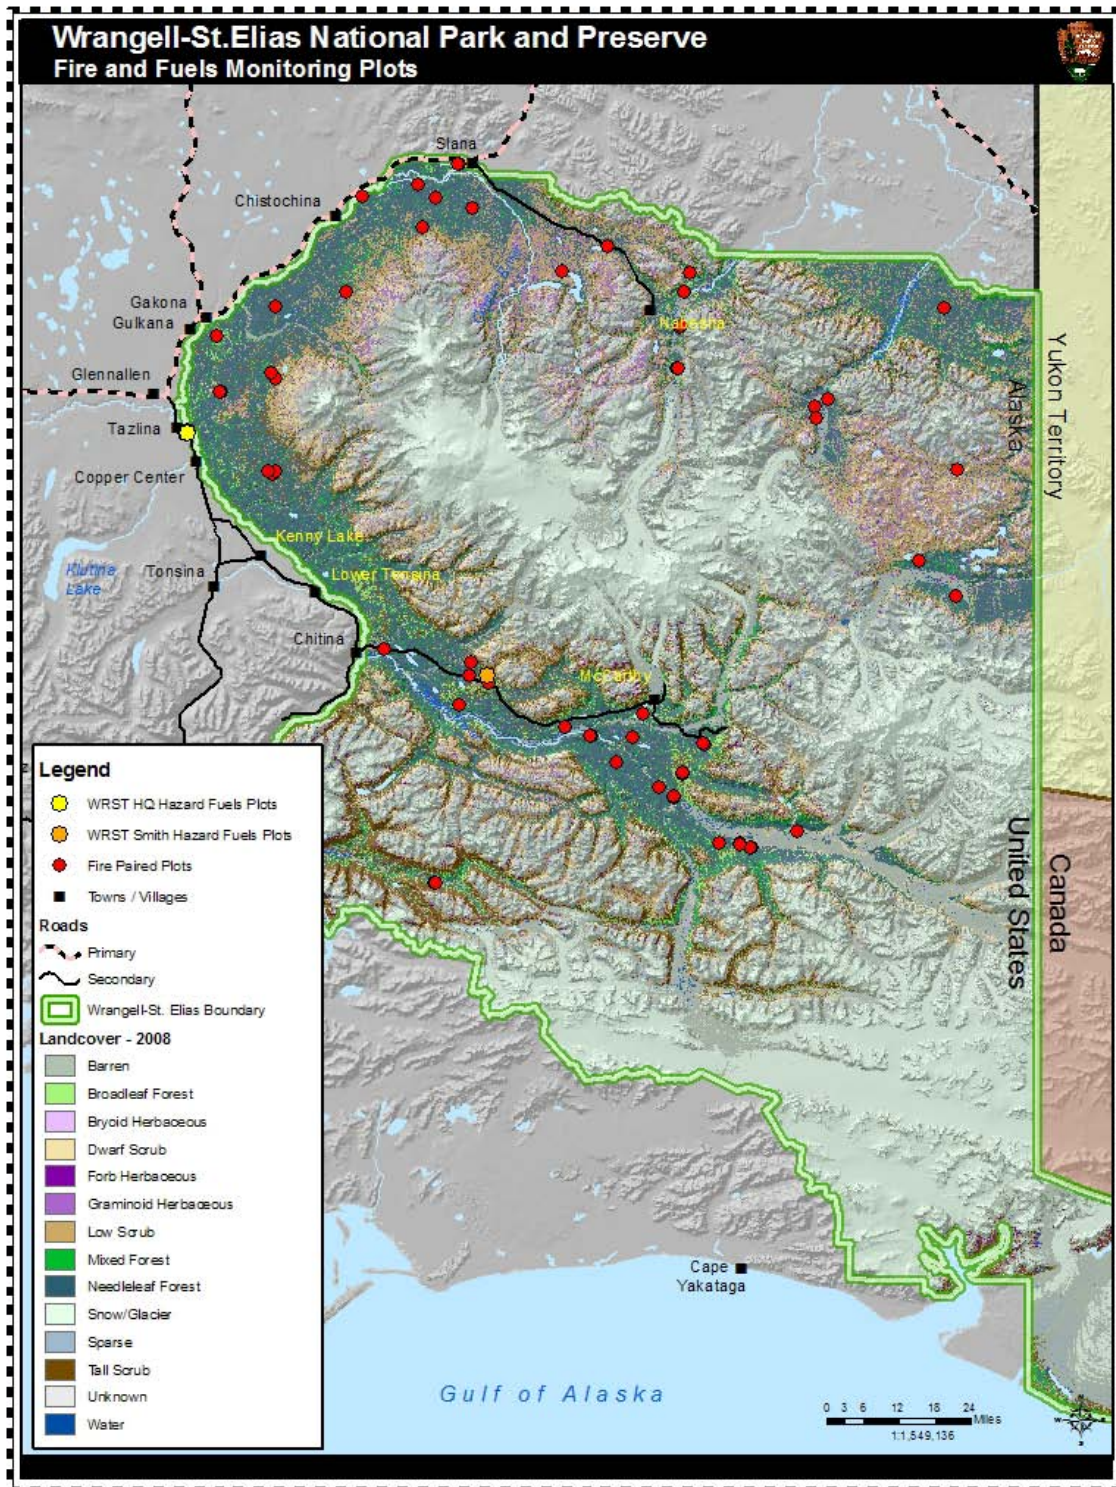 Wrangell-St.Elias National Park and Preserve
Fire and Fuels Monitoring Plots
Slana
Chistochina
Gakona
Gulkana
Nabesna
Glennallen
Tazlina
Copper Center
Kenny Lake
Klutina
Lake
Tonsina
Lower Tonsina
Chitina
McCarthy
Yukon Territory
Alaska
United States
Canada
Legend
WRST HQ Hazard Fuels Plots
WRST Smith Hazard Fuels Plots
Fire Paired Plots
Towns / Villages
Roads
Primary
Secondary
Wrangell-St. Elias Boundary
Landcover - 2008
Barren
Broadleaf Forest
Bryoid Herbaceous
Dwarf Scrub
Forb Herbaceous
Graminoid Herbaceous
Low Scrub
Mixed Forest
Needleleaf Forest
Snow/Glacier
Sparse
Tall Scrub
Unknown
Water
Cape
Yakataga
Gulf of Alaska
0 3 6 12 18 24
Miles
1:1,549,136